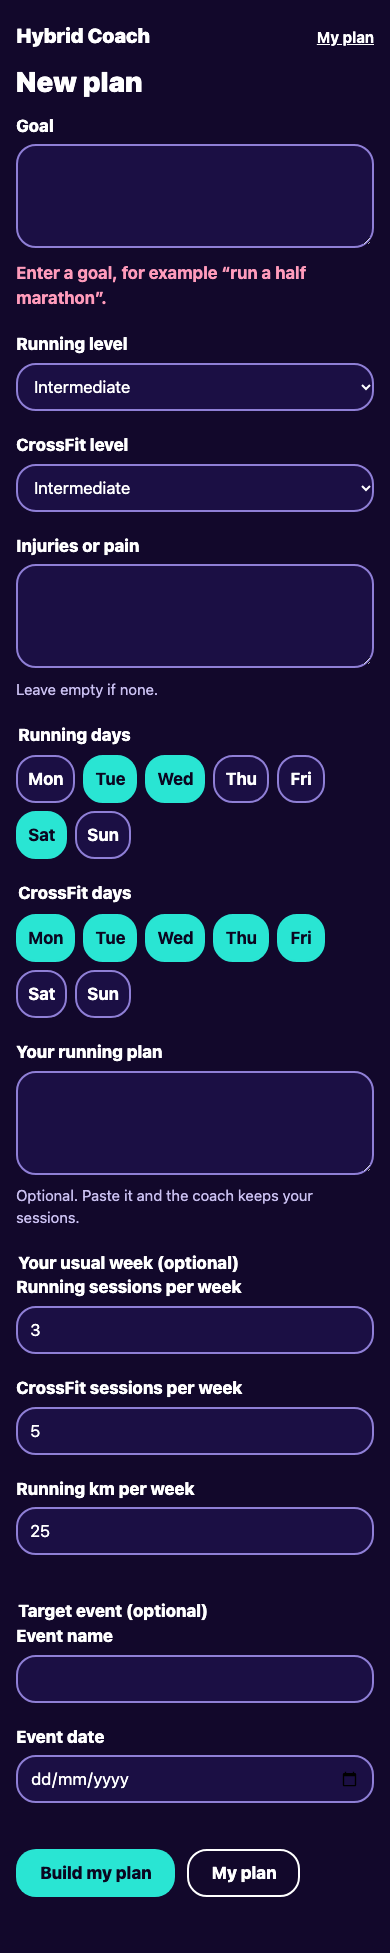 Hybrid Coach
My plan
New plan
Goal
Enter a goal, for example “run a half
marathon”.
Running level
Intermediate
CrossFit level
Intermediate
Injuries or pain
Leave empty if none.
Running days
Mon Tue Wed Thu Fri
Sat Sun
CrossFit days
Mon Tue Wed Thu Fri
Sat Sun
Your running plan
Optional. Paste it and the coach keeps your
sessions.
Your usual week (optional)
Running sessions per week
3
CrossFit sessions per week
5
Running km per week
25
Target event (optional)
Event name
Event date
dd/mm/yyyy
Build my plan My plan